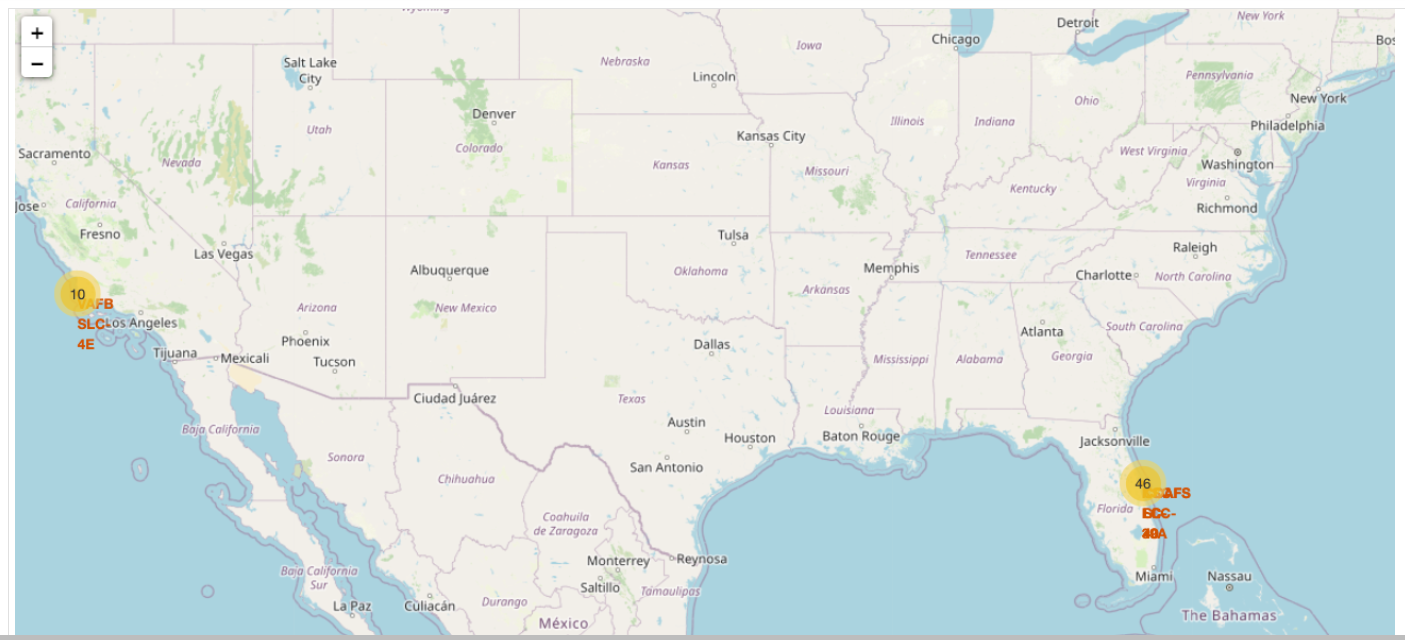 +
−
Wyoming
Detroit
New York
Chicago
Iowa
Salt Lake
City
Nebraska
Lincoln
Pennsylvania
New York
Ohio
Denver
Utah
Illinois
Indiana
Philadelphia
Kansas City
Colorado
Sacramento
Nevada
Kansas
Missouri
West Virginia
Washington
Virginia
Kentucky
Jose
California
Richmond
Fresno
Tulsa
Las Vegas
Raleigh
Tennessee
Albuquerque
Oklahoma
Memphis
Charlotte
North Carolina
10
VAFB
SLC-
4E
Arizona
New Mexico
Arkansas
Los Angeles
South Carolina
Atlanta
Phoenix
Dallas
Tijuana
Mexicali
Tucson
Mississippi
Alabama
Georgia
Ciudad Juárez
Texas
Louisiana
Austin
Houston
Baton Rouge
Baja California
Jacksonville
Sonora
San Antonio
Chihuahua
46
Florida
Coahuila
de Zaragoza
Reynosa
Monterrey
Baja California
Sur
Saltillo
Tamaulipas
Miami
Nassau
La Paz
Culiacán
Durango
México
The Bahamas